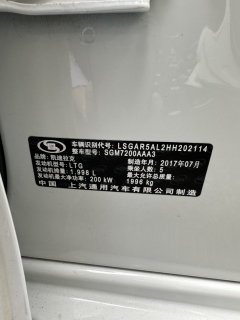 车辆识别代号: LSGAR5AL2HH202114
整车型号: SGM7200AAA3
品牌: 凯迪拉克
制造年月: 2017年07月
发动机型号: LTG
乘坐人数: 5
发动机排量: 1.998 L
最大允许总质量:
发动机最大净功率: 200 kW
1998 kg
中国 上汽通用汽车有限公司制造